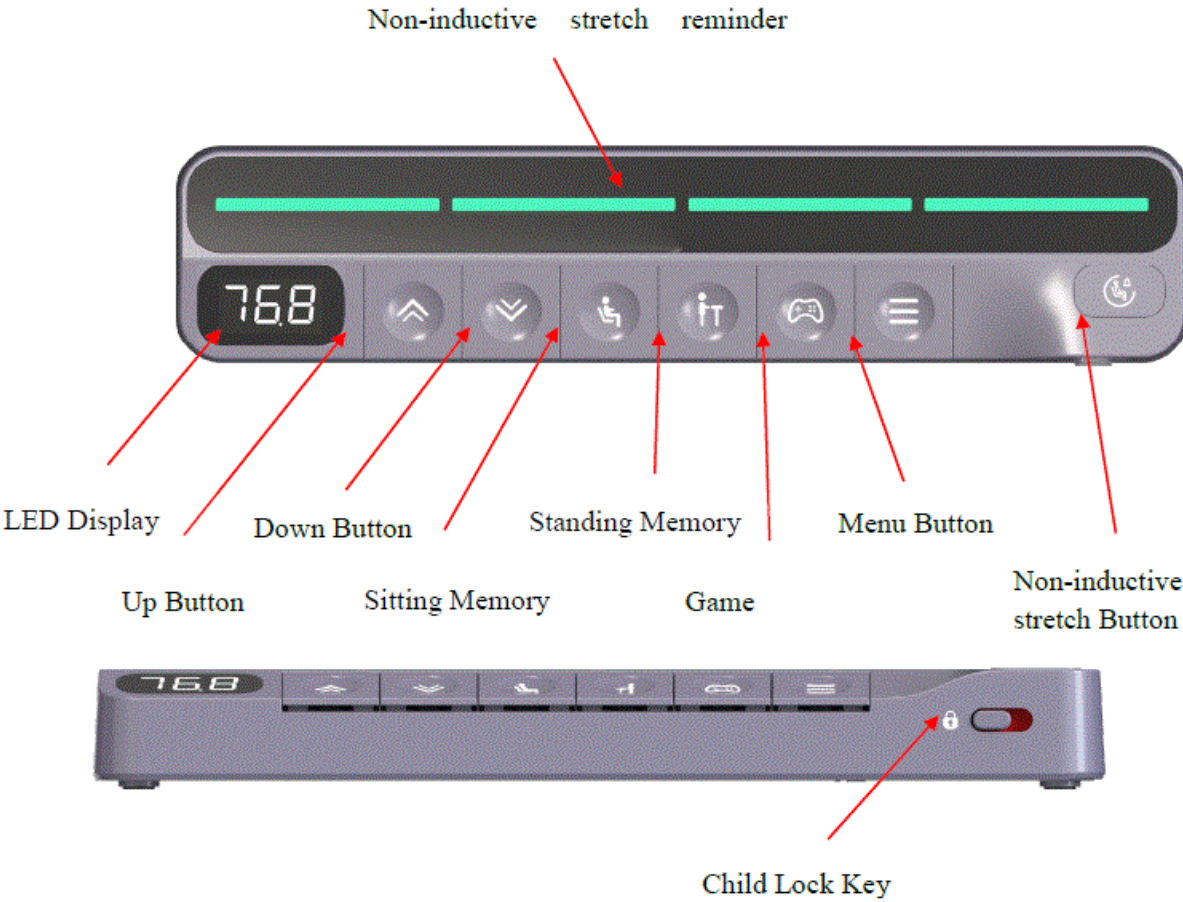 Non-inductive stretch reminder
76.8
LED Display
Down Button
Standing Memory
Menu Button
Up Button
Sitting Memory
Game
Non-inductive
stretch Button
76.8
Child Lock Key